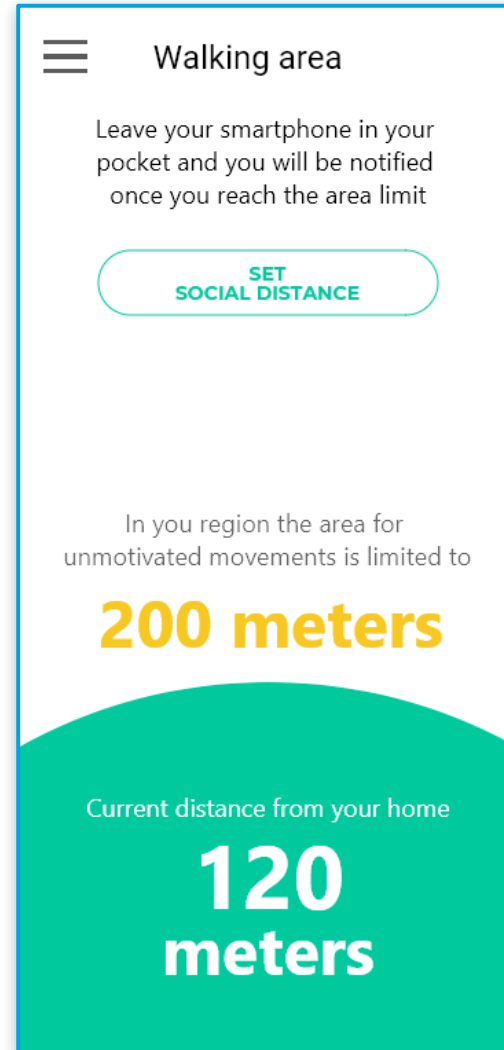 Walking area
Leave your smartphone in your
pocket and you will be notified
once you reach the area limit
SET
SOCIAL DISTANCE
In you region the area for
unmotivated movements is limited to
200 meters
Current distance from your home
120
meters